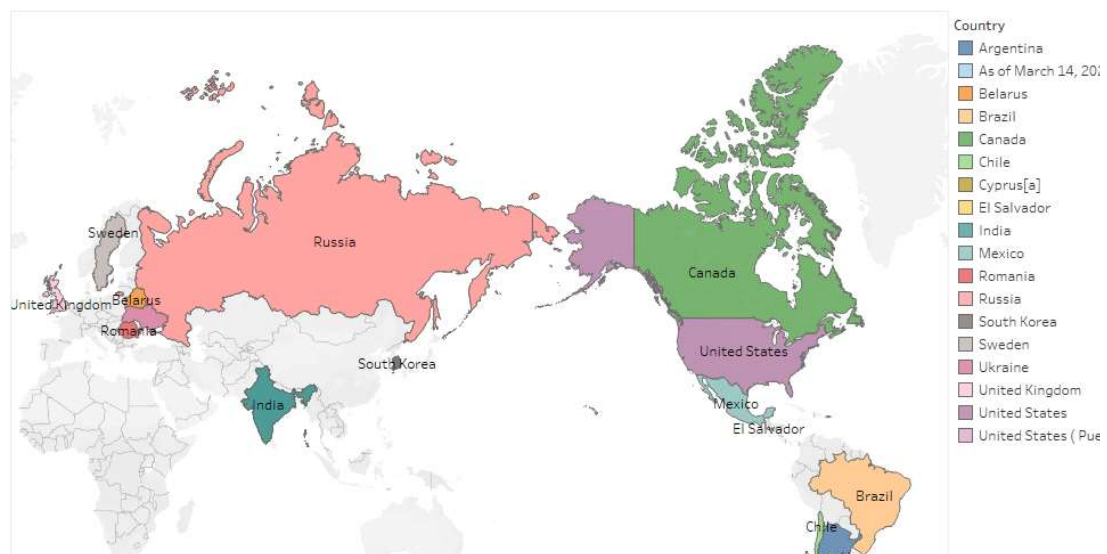 Sweden
Russia
United Kingdom
Belarus
Romania
South Korea
India
Canada
United States
Mexico
El Salvador
Brazil
Chile
Country
Argentina
As of March 14, 202
Belarus
Brazil
Canada
Chile
Cyprus[a]
El Salvador
India
Mexico
Romania
Russia
South Korea
Sweden
Ukraine
United Kingdom
United States
United States ( Pue